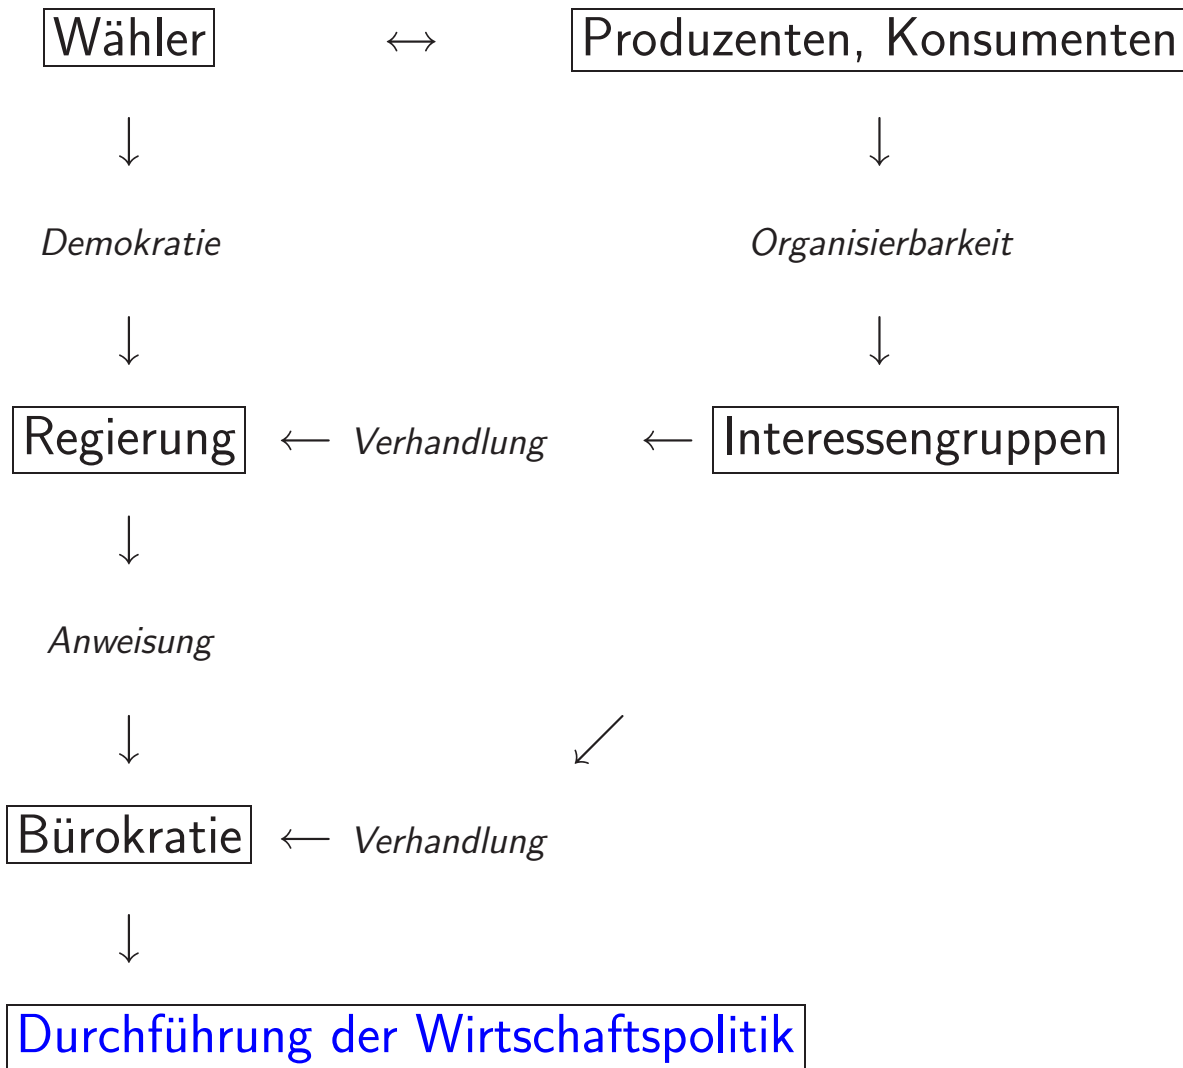 Wähler ↔ Produzenten, Konsumenten
↓ ↓
Demokratie Organisierbarkeit
↓ ↓
Regierung ← Verhandlung ← Interessengruppen
↓
Anweisung
↓ ↙
Bürokratie ← Verhandlung
↓
Durchführung der Wirtschaftspolitik